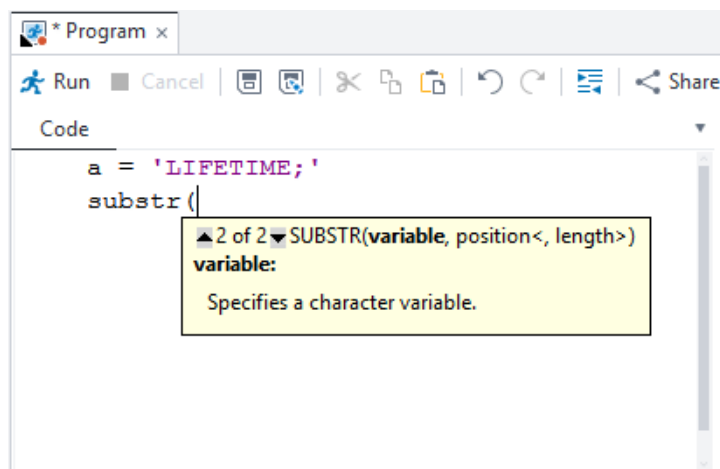 * Program ×
Run Cancel Share
Code
a = 'LIFETIME;'
substr(
2 of 2 SUBSTR(variable, position<, length>)
variable:
Specifies a character variable.